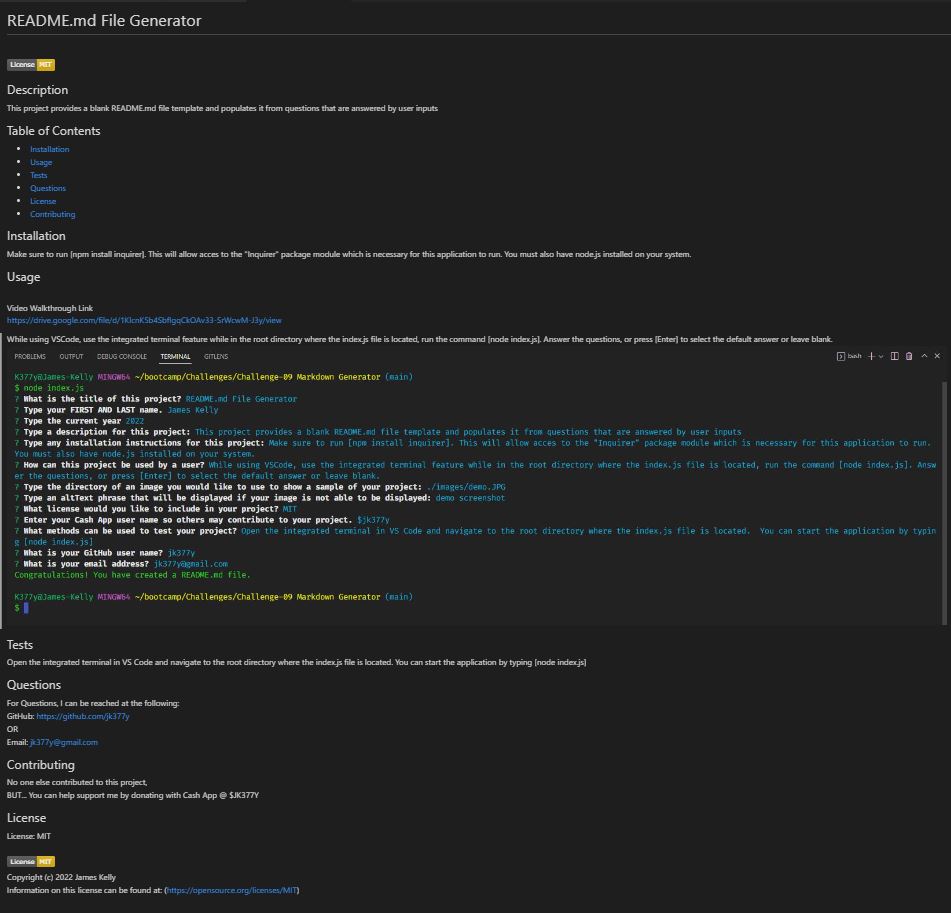 README.md File Generator
License MIT
Description
This project provides a blank README.md file template and populates it from questions that are answered by user inputs
Table of Contents
Installation
Usage
Tests
Questions
License
Contributing
Installation
Make sure to run [npm install inquirer]. This will allow acces to the "Inquirer" package module which is necessary for this application to run. You must also have node.js installed on your system.
Usage
Video Walkthrough Link
https://drive.google.com/file/d/1KlcnK5b4SbflgqCkOAv33-SrWcwM-J3y/view
While using VSCode, use the integrated terminal feature while in the root directory where the index.js file is located, run the command [node index.js]. Answer the questions, or press [Enter] to select the default answer or leave blank.
PROBLEMS OUTPUT DEBUG CONSOLE TERMINAL GITLENS bash
K377y@James-Kelly MINGW64 ~/bootcamp/Challenges/Challenge-09 Markdown Generator (main)
$ node index.js
? What is the title of this project? README.md File Generator
? Type your FIRST AND LAST name. James Kelly
? Type the current year 2022
? Type a description for this project: This project provides a blank README.md file template and populates it from questions that are answered by user inputs
? Type any installation instructions for this project: Make sure to run [npm install inquirer]. This will allow acces to the "Inquirer" package module which is necessary for this application to run.
You must also have node.js installed on your system.
? How can this project be used by a user? While using VSCode, use the integrated terminal feature while in the root directory where the index.js file is located, run the command [node index.js]. Answ
er the questions, or press [Enter] to select the default answer or leave blank.
? Type the directory of an image you would like to use to show a sample of your project: ./images/demo.JPG
? Type an altText phrase that will be displayed if your image is not able to be displayed: demo screenshot
? What license would you like to include in your project? MIT
? Enter your Cash App user name so others may contribute to your project. $jk377y
? What methods can be used to test your project? Open the integrated terminal in VS Code and navigate to the root directory where the index.js file is located.  You can start the application by typin
g [node index.js]
? What is your GitHub user name? jk377y
? What is your email address? jk377y@gmail.com
Congratulations! You have created a README.md file.
K377y@James-Kelly MINGW64 ~/bootcamp/Challenges/Challenge-09 Markdown Generator (main)
$
Tests
Open the integrated terminal in VS Code and navigate to the root directory where the index.js file is located. You can start the application by typing [node index.js]
Questions
For Questions, I can be reached at the following:
GitHub: https://github.com/jk377y
OR
Email: jk377y@gmail.com
Contributing
No one else contributed to this project,
BUT... You can help support me by donating with Cash App @ $JK377Y
License
License: MIT
License MIT
Copyright (c) 2022 James Kelly
Information on this license can be found at: (https://opensource.org/licenses/MIT)